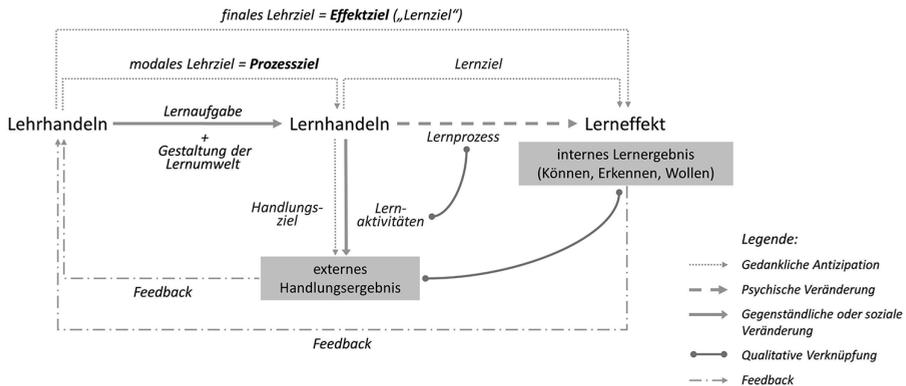 finales Lehrziel = Effektziel („Lernziel“)
modales Lehrziel = Prozessziel
Lernziel
Lehrhandeln
Lernaufgabe
+
Gestaltung der
Lernumwelt
Lernhandeln
Lernprozess
Lerneffekt
internes Lernergebnis
(Können, Erkennen, Wollen)
Handlungs-
ziel
Lern-
aktivitäten
externes
Handlungsergebnis
Feedback
Feedback
Legende:
Gedankliche Antizipation
Psychische Veränderung
Gegenständliche oder soziale
Veränderung
Qualitative Verknüpfung
Feedback